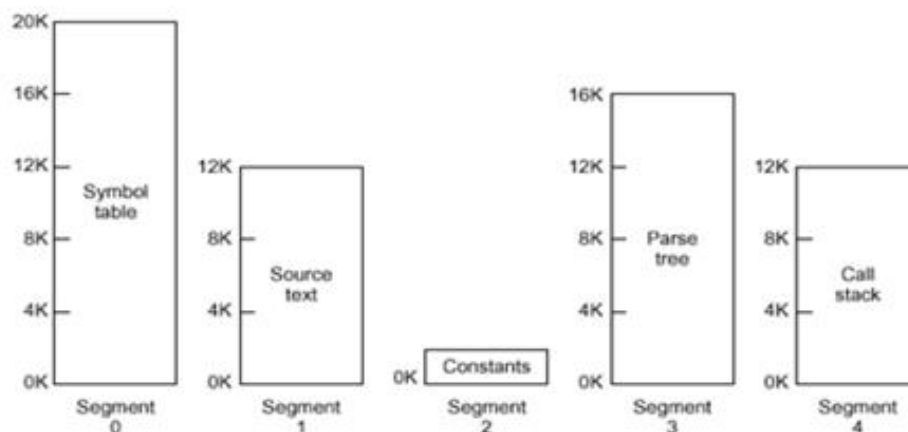 20K
16K
12K
8K
4K
0K
Symbol
table
Segment
0
12K
8K
4K
0K
Source
text
Segment
1
0K
Constants
Segment
2
16K
12K
8K
4K
0K
Parse
tree
Segment
3
12K
8K
4K
0K
Call
stack
Segment
4